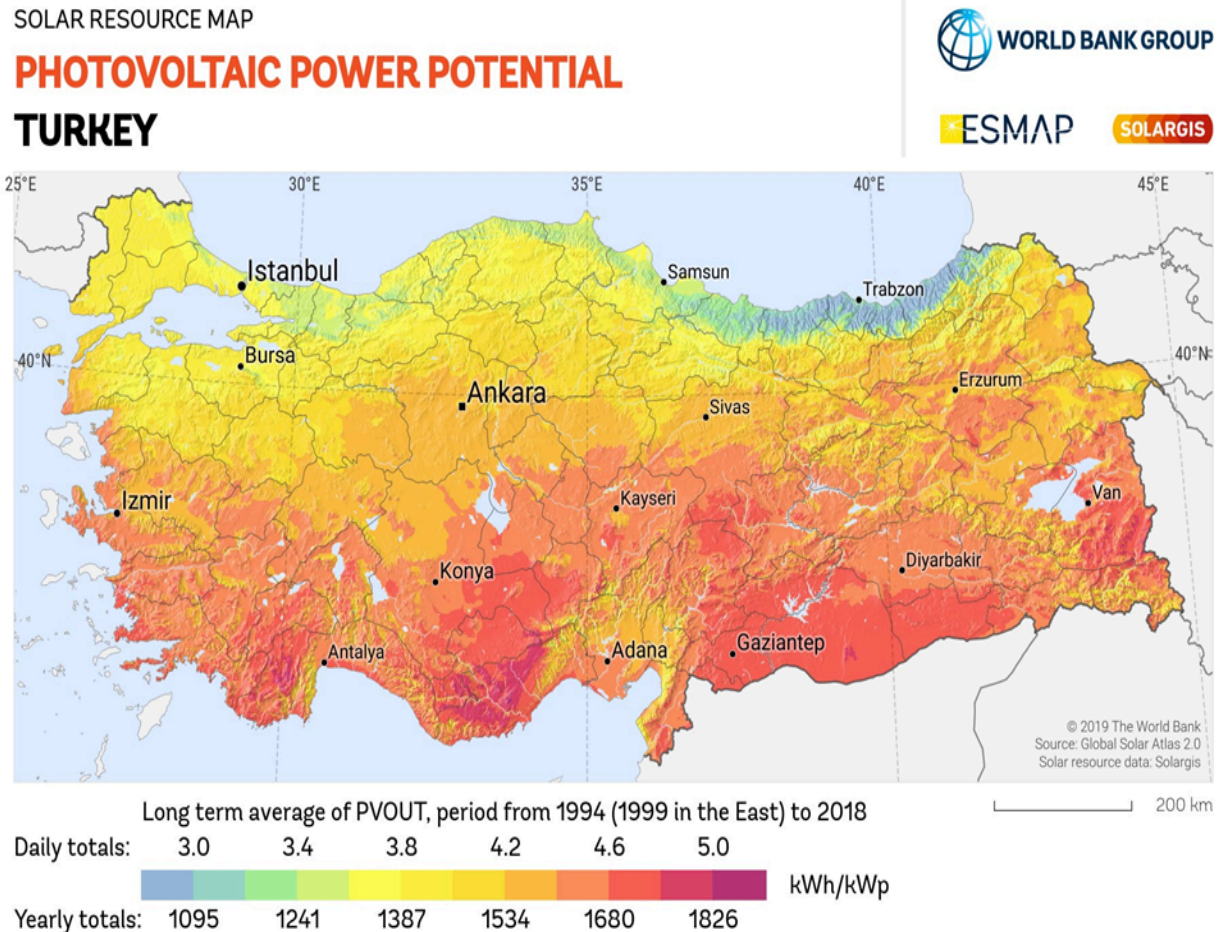 SOLAR RESOURCE MAP
PHOTOVOLTAIC POWER POTENTIAL
TURKEY
WORLD BANK GROUP
ESMAP
SOLARGIS
25°E 30°E 35°E 40°E 45°E
Istanbul
Samsun
Trabzon
Bursa
40°N
40°N
Ankara
Erzurum
Sivas
Izmir
Kayseri
Van
Konya
Diyarbakir
Antalya
Adana
Gaziantep
© 2019 The World Bank
Source: Global Solar Atlas 2.0
Solar resource data: Solargis
200 km
Long term average of PVOUT, period from 1994 (1999 in the East) to 2018
Daily totals: 3.0 3.4 3.8 4.2 4.6 5.0
kWh/kWp
Yearly totals: 1095 1241 1387 1534 1680 1826